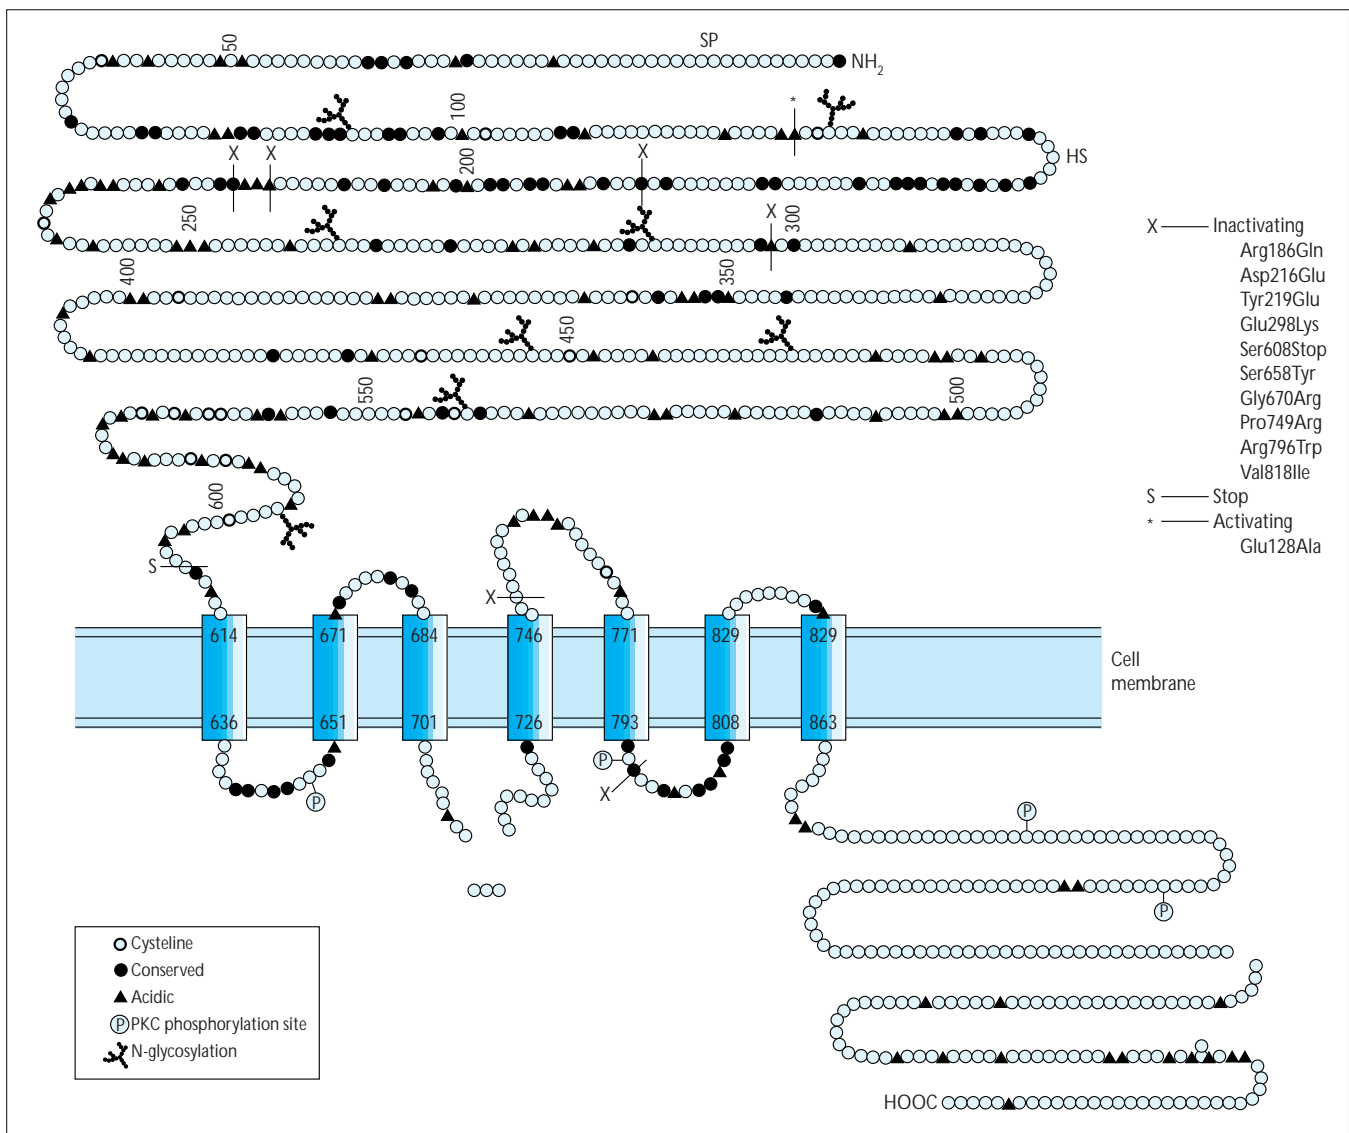 50
SP
NH2
100
*
X
X
X
HS
200
250
X
300
400
350
450
550
500
600
S
X
614
671
684
746
771
829
829
Cell
membrane
636
651
701
726
793
808
863
P
P
X
P
P
HOOC
X Inactivating
Arg186Gln
Asp216Glu
Tyr219Glu
Glu298Lys
Ser608Stop
Ser658Tyr
Gly670Arg
Pro749Arg
Arg796Trp
Val818Ile
S Stop
* Activating
Glu128Ala
Cysteline
Conserved
Acidic
P PKC phosphorylation site
N-glycosylation